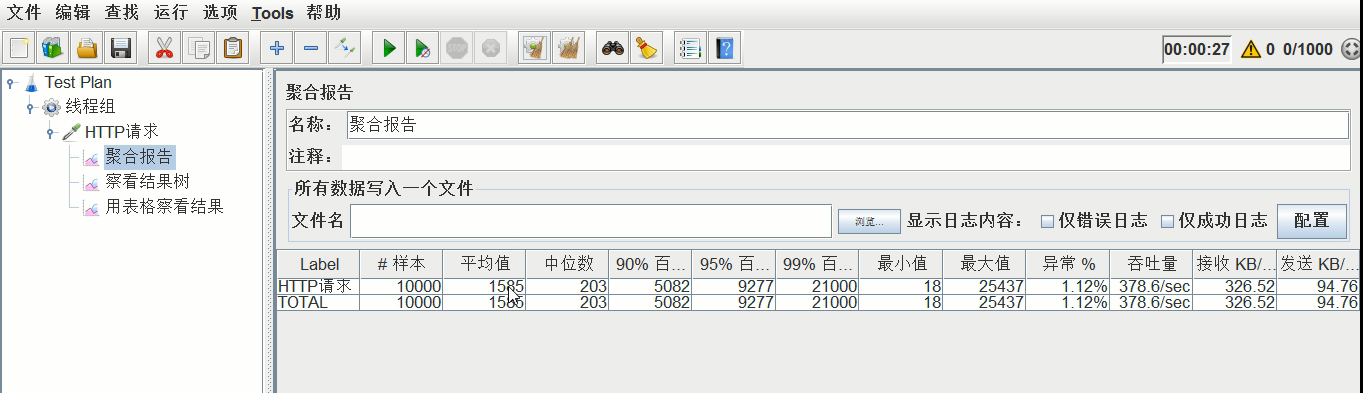 文件 编辑 查找 运行 选项 Tools 帮助
00:00:27 0 0/1000
Test Plan
线程组
HTTP请求
聚合报告
察看结果树
用表格察看结果
聚合报告
名称： 聚合报告
注释：
所有数据写入一个文件
文件名 浏览... 显示日志内容： 仅错误日志 仅成功日志 配置
Label # 样本 平均值 中位数 90% 百... 95% 百... 99% 百... 最小值 最大值 异常 % 吞吐量 接收 KB/... 发送 KB/...
HTTP请求 10000 1585 203 5082 9277 21000 18 25437 1.12% 378.6/sec 326.52 94.76
TOTAL 10000 1585 203 5082 9277 21000 18 25437 1.12% 378.6/sec 326.52 94.76